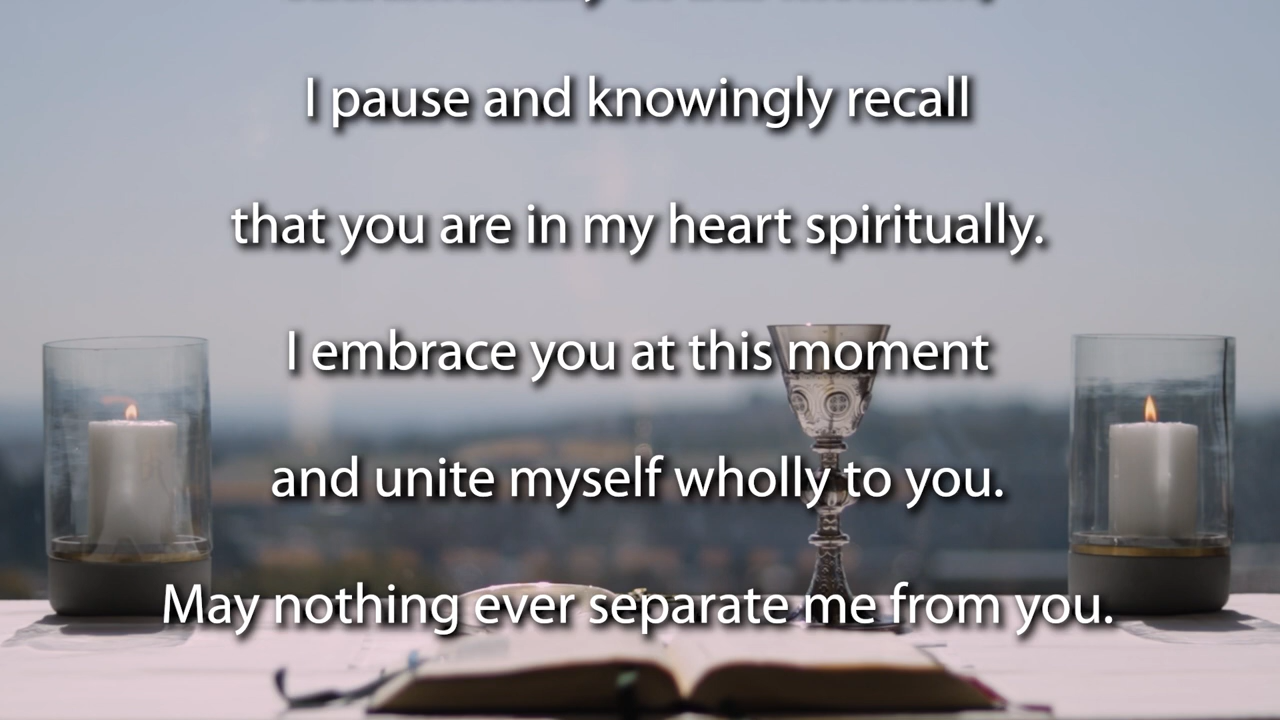 I pause and knowingly recall
that you are in my heart spiritually.
I embrace you at this moment
and unite myself wholly to you.
May nothing ever separate me from you.